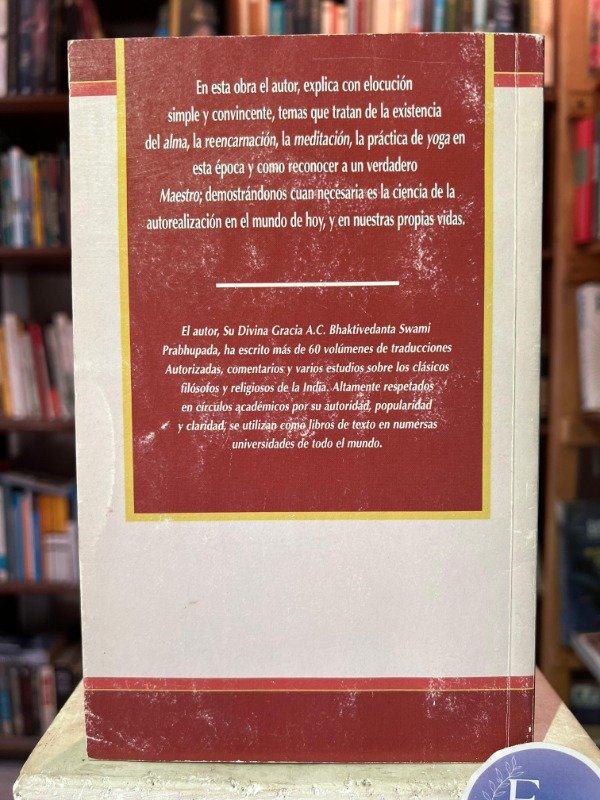 En esta obra el autor, explica con elocución
simple y convincente, temas que tratan de la existencia
del alma, la reencarnación, la meditación, la práctica de yoga en
esta época y como reconocer a un verdadero
Maestro; demostrándonos cuan necesaria es la ciencia de la
autorealización en el mundo de hoy, y en nuestras propias vidas.
El autor, Su Divina Gracia A.C. Bhaktivedanta Swami
Prabhupada, ha escrito más de 60 volúmenes de traducciones
Autorizadas, comentarios y varios estudios sobre los clásicos
filósofos y religiosos de la India. Altamente respetados
en círculos académicos por su autoridad, popularidad
y claridad, se utilizan como libros de texto en numersas
universidades de todo el mundo.
E